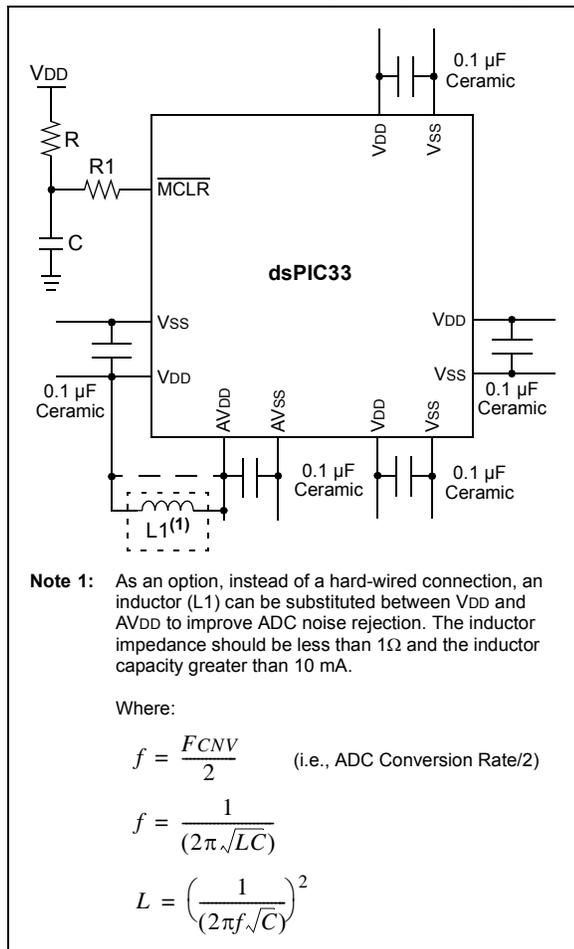 0.1 µF
Ceramic
VDD
R
R1
C
MCLR
VDD
VSS
dsPIC33
VSS
VDD
0.1 µF
Ceramic
VDD
VSS
0.1 µF
Ceramic
AVDD
AVSS
VDD
VSS
0.1 µF
Ceramic
0.1 µF
Ceramic
L1(1)
Note 1: As an option, instead of a hard-wired connection, an
inductor (L1) can be substituted between VDD and
AVDD to improve ADC noise rejection. The inductor
impedance should be less than 1Ω and the inductor
capacity greater than 10 mA.
Where:
f = FCNV / 2 (i.e., ADC Conversion Rate/2)
f = 1 / (2π√LC)
L = (1 / (2πf√C))²